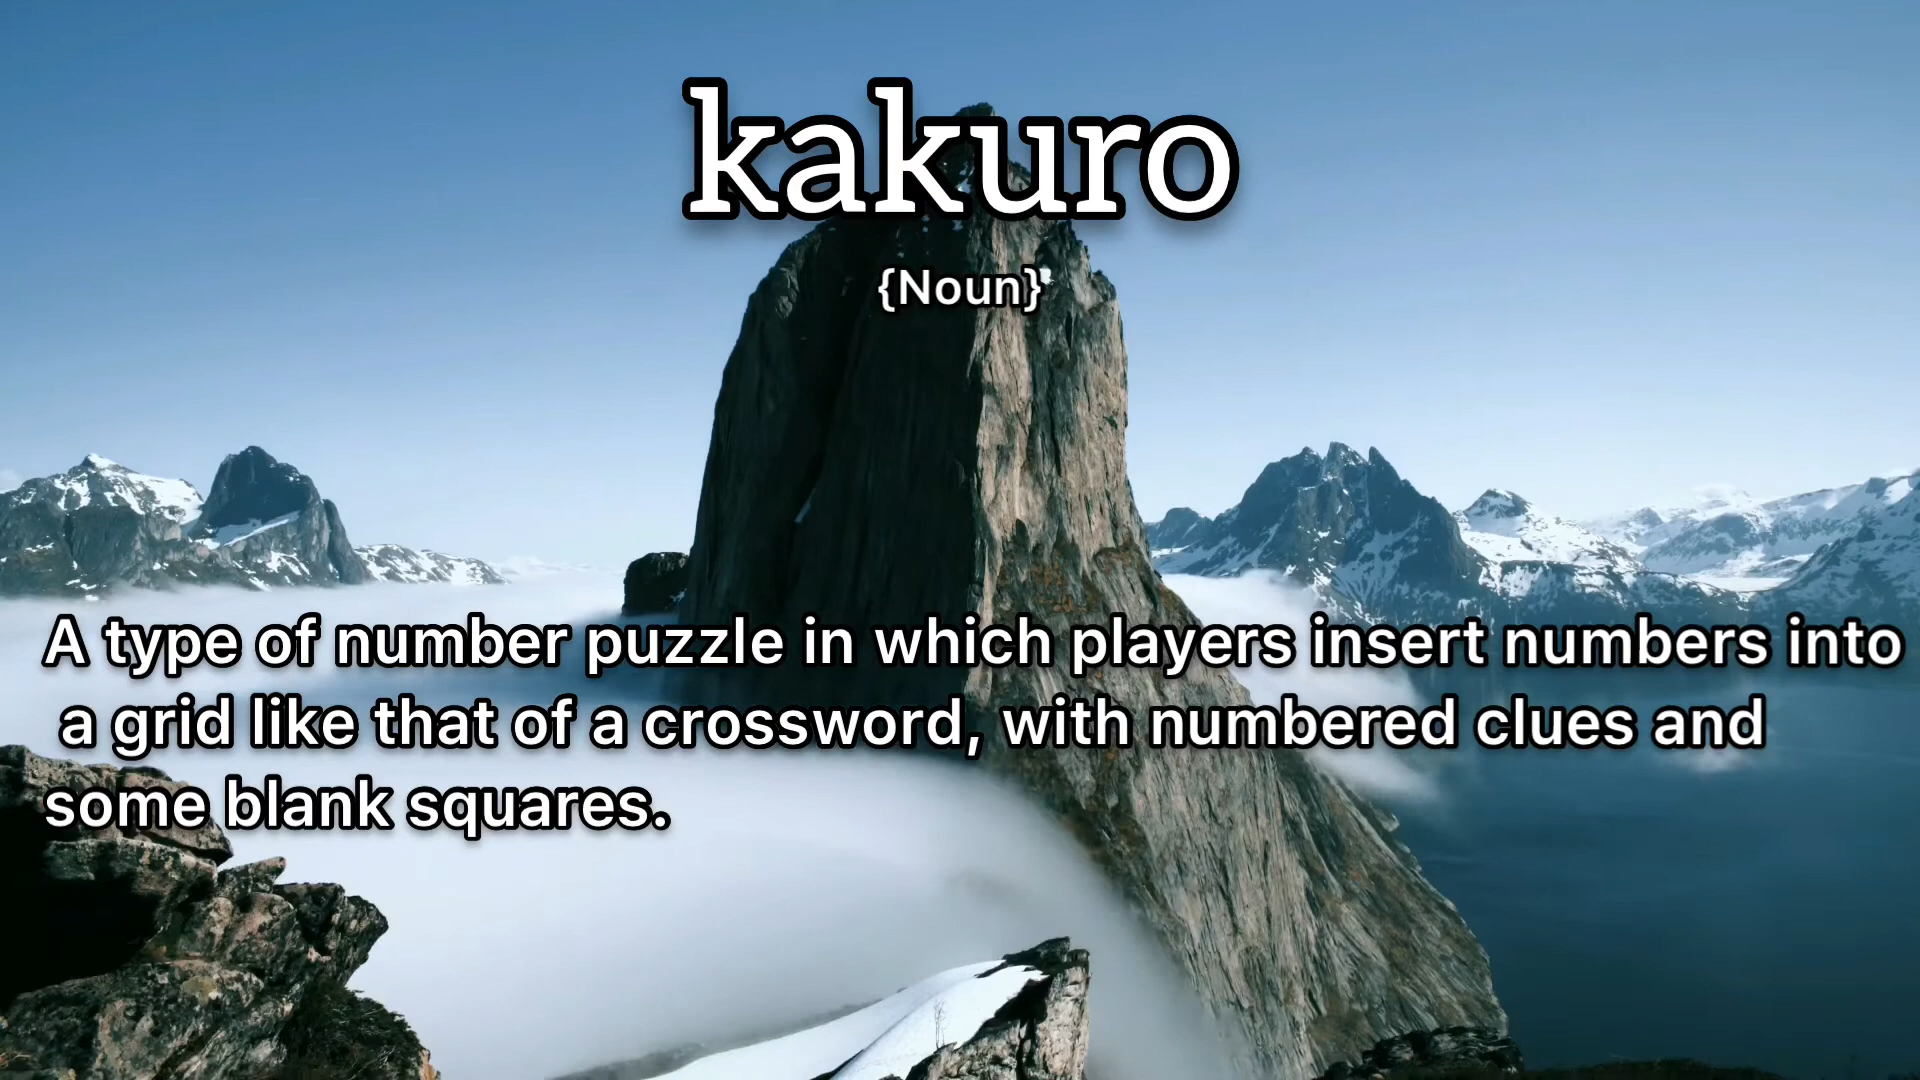 kakuro
{Noun}
A type of number puzzle in which players insert numbers into
a grid like that of a crossword, with numbered clues and
some blank squares.